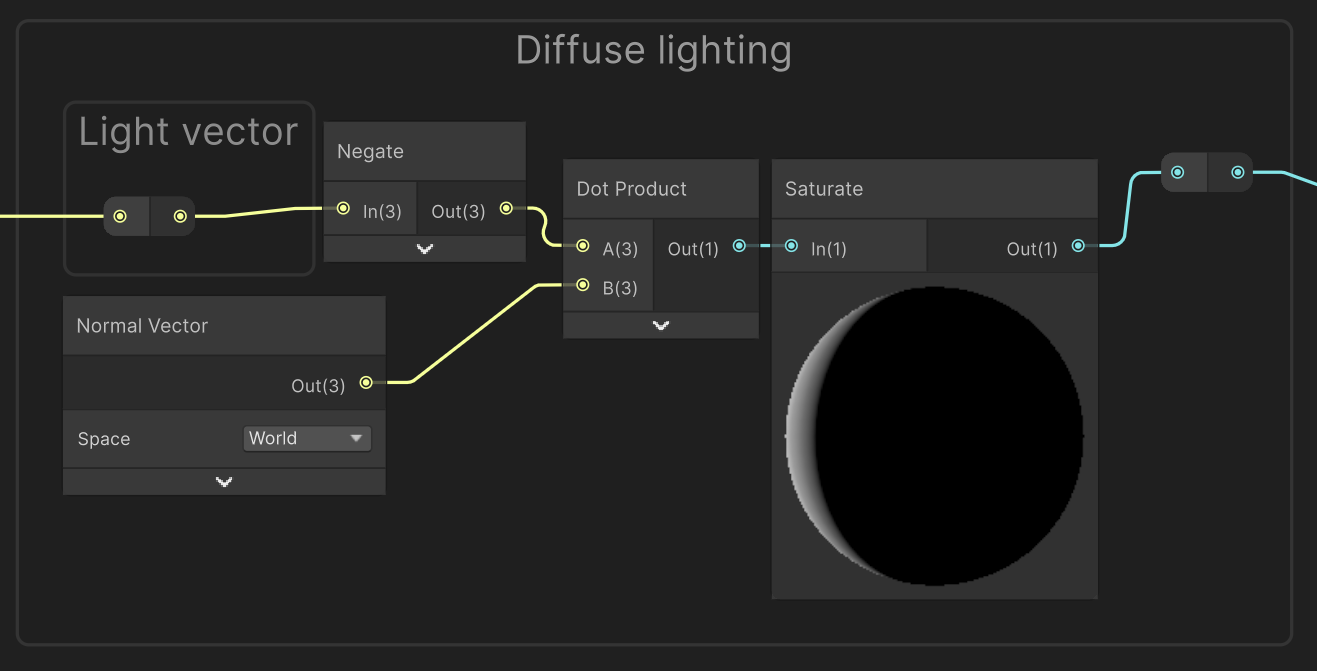 Diffuse lighting
Light vector
Negate
In(3) Out(3)
Dot Product
A(3) Out(1)
B(3)
Saturate
In(1) Out(1)
Normal Vector
Out(3)
Space World